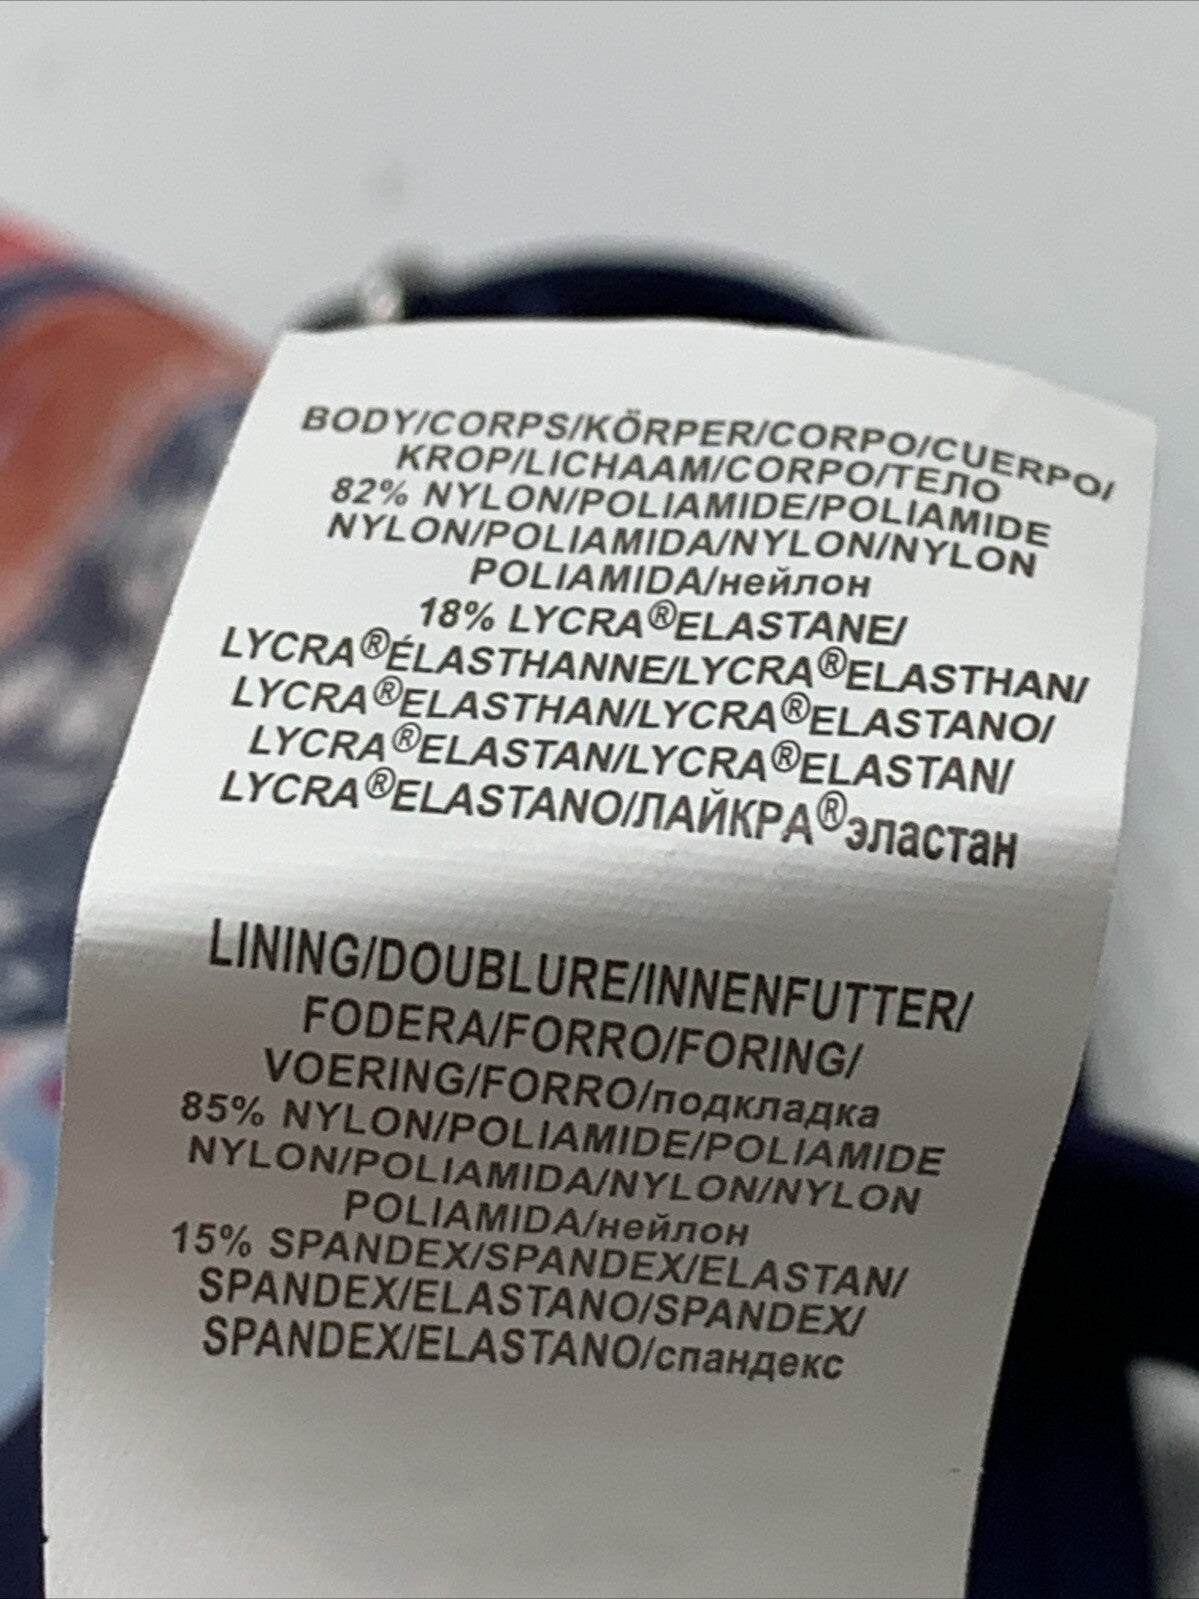 BODY/CORPS/KÖRPER/CORPO/CUERPO/
KROP/LICHAAM/CORPO/ТЕЛО
82% NYLON/POLIAMIDE/POLIAMIDE
NYLON/POLIAMIDA/NYLON/NYLON
POLIAMIDA/нейлон
18% LYCRA®ELASTANE/
LYCRA®ÉLASTHANNE/LYCRA®ELASTHAN/
LYCRA®ELASTHAN/LYCRA®ELASTANO/
LYCRA®ELASTAN/LYCRA®ELASTAN/
LYCRA®ELASTANO/ЛАЙКРА®эластан
LINING/DOUBLURE/INNENFUTTER/
FODERA/FORRO/FORING/
VOERING/FORRO/подкладка
85% NYLON/POLIAMIDE/POLIAMIDE
NYLON/POLIAMIDA/NYLON/NYLON
POLIAMIDA/нейлон
15% SPANDEX/SPANDEX/ELASTAN/
SPANDEX/ELASTANO/SPANDEX/
SPANDEX/ELASTANO/спандекс